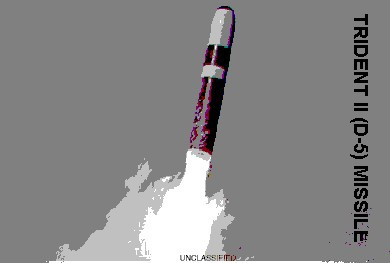 TRIDENT II (D-5) MISSILE
UNCLASSIFIED